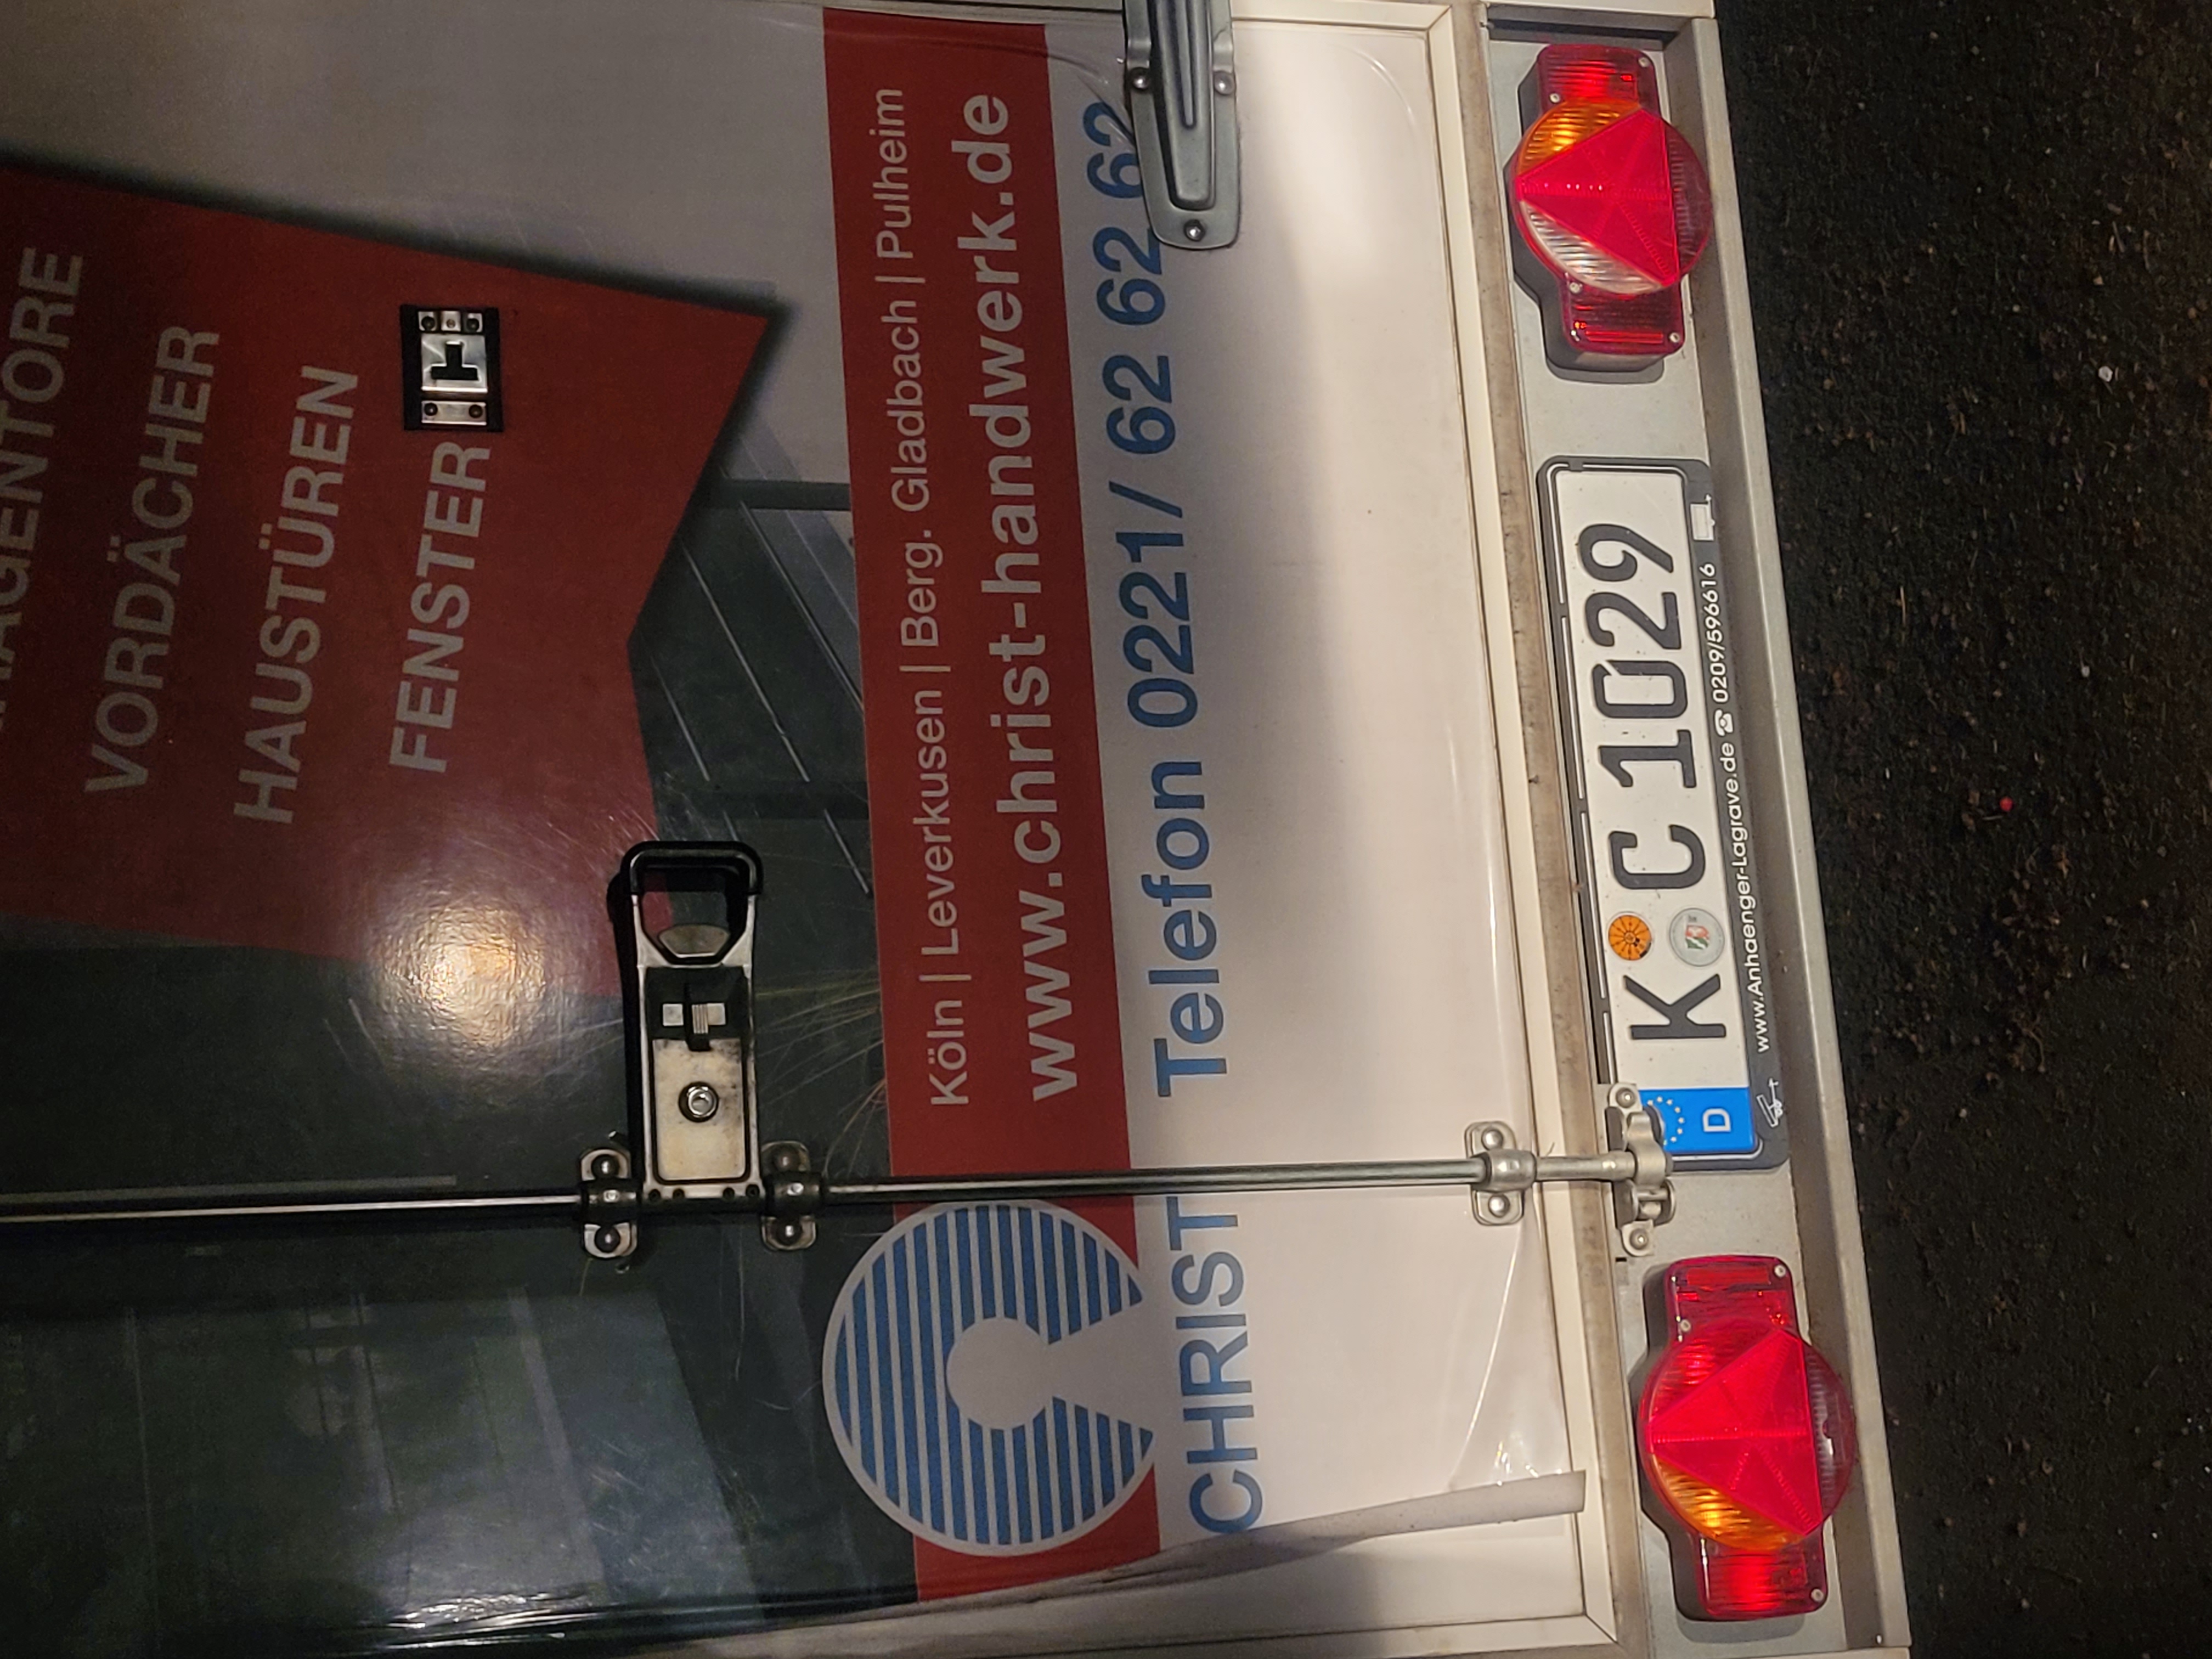 VORDÄCHER
HAUSTÜREN
FENSTER
Köln | Leverkusen | Berg. Gladbach | Pulheim
www.christ-handwerk.de
Telefon 0221/ 62 62 62
CHRIST
D K C 1029
www.Anhaenger-Lagrave.de ☎ 0209/596616